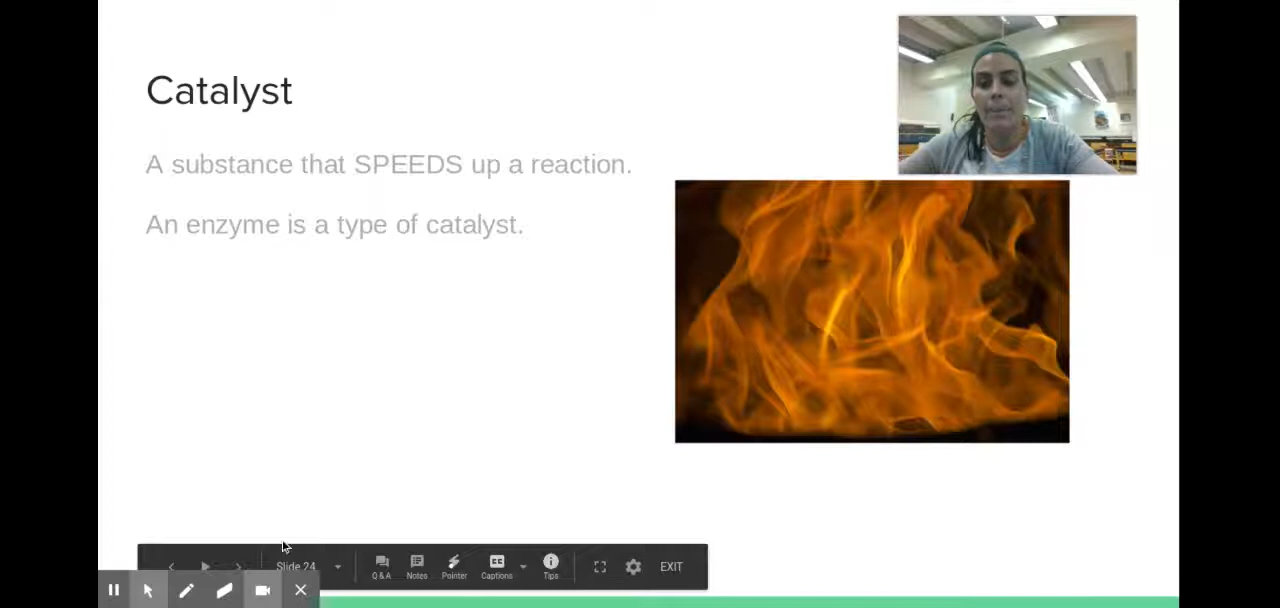 Catalyst
A substance that SPEEDS up a reaction.
An enzyme is a type of catalyst.
Slide 24
Q & A
Notes
Pointer
Captions
Tips
EXIT